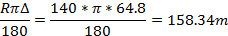 RπΔ/180 = 140 * π * 64.8/180 = 158.34m